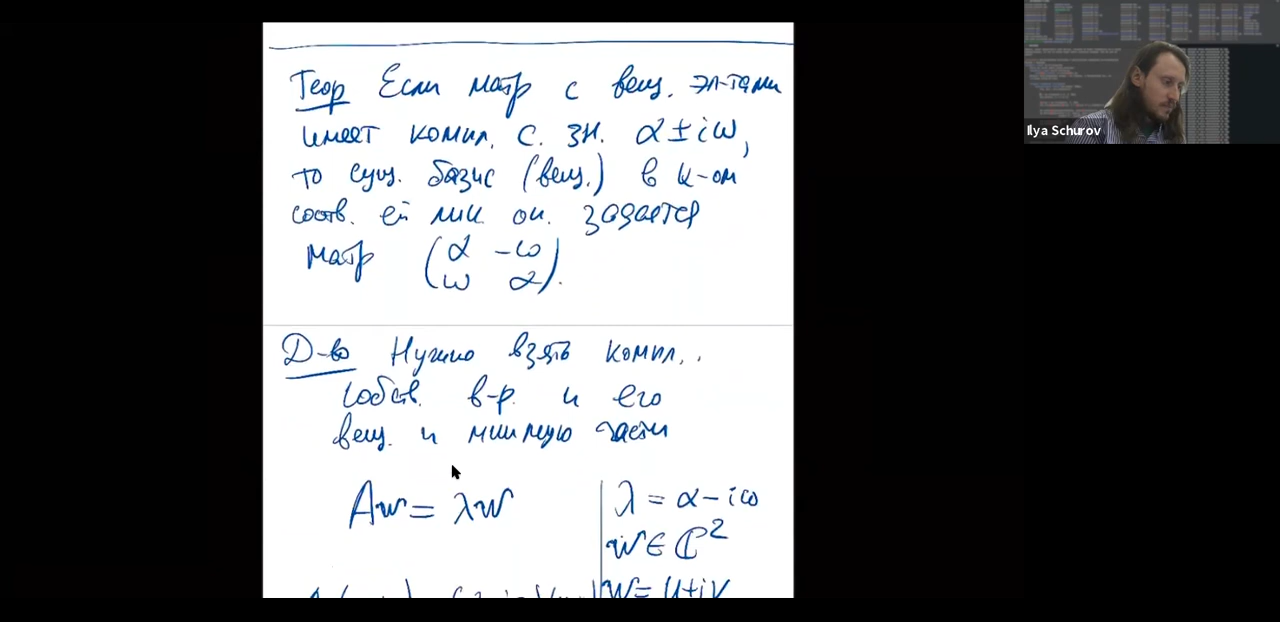 Теор Если матр с вещ. эл-тами
имеет компл. с. зн. α ± iω,
то сущ. базис (вещ.) в к-ом
соотв. ей лин. оп. задаётся
матр (α -ω
ω α).
Д-во Нужно взять компл.
собств. в-р. и его
вещ. и мнимую части
Aw = λw
λ = α - iω
w ∈ ℂ²
w = u + iv
Ilya Schurov